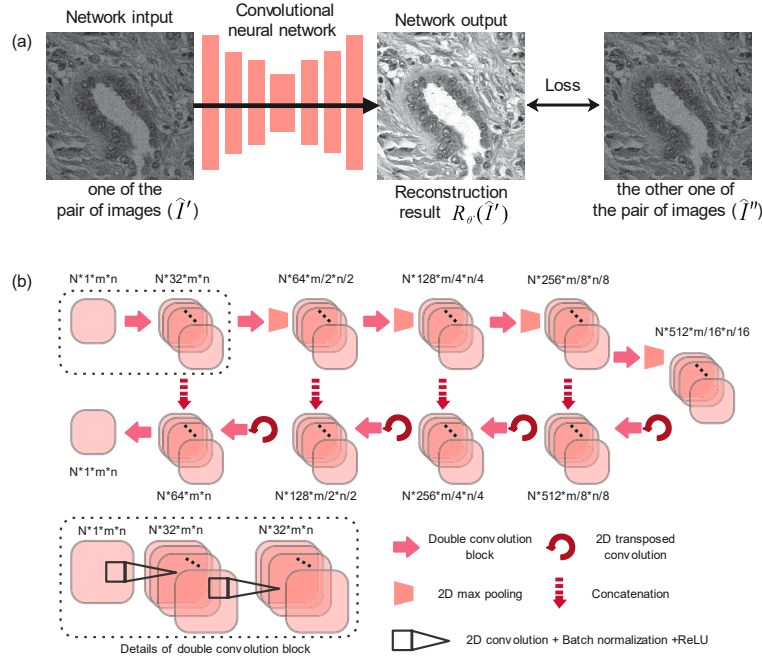 Network intput
Convolutional
neural network
Network output
(a)
Loss
one of the
pair of images (Î′)
Reconstruction
result R_θ·(Î′)
the other one of
the pair of images (Î″)
(b)
N*1*m*n
N*32*m*n
N*64*m/2*n/2
N*128*m/4*n/4
N*256*m/8*n/8
N*512*m/16*n/16
N*1*m*n
N*64*m*n
N*128*m/2*n/2
N*256*m/4*n/4
N*512*m/8*n/8
N*1*m*n
N*32*m*n
N*32*m*n
Details of double convolution block
Double convolution
block
2D transposed
convolution
2D max pooling
Concatenation
2D convolution + Batch normalization +ReLU